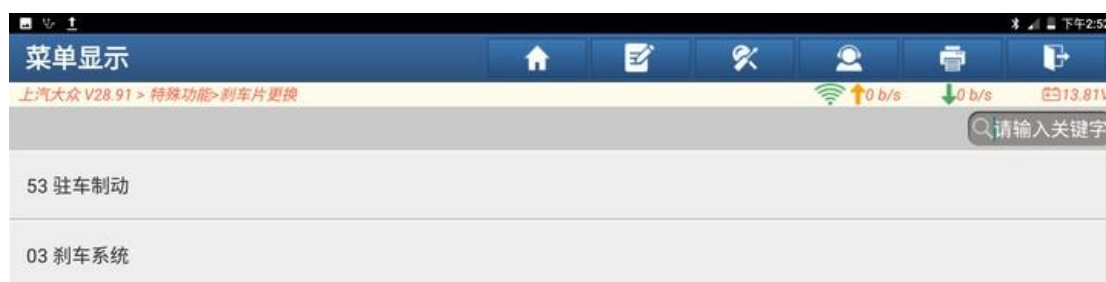 下午2:52
菜单显示
上汽大众 V28.91 > 特殊功能>刹车片更换 0 b/s 0 b/s 13.81V
请输入关键字
53 驻车制动
03 刹车系统